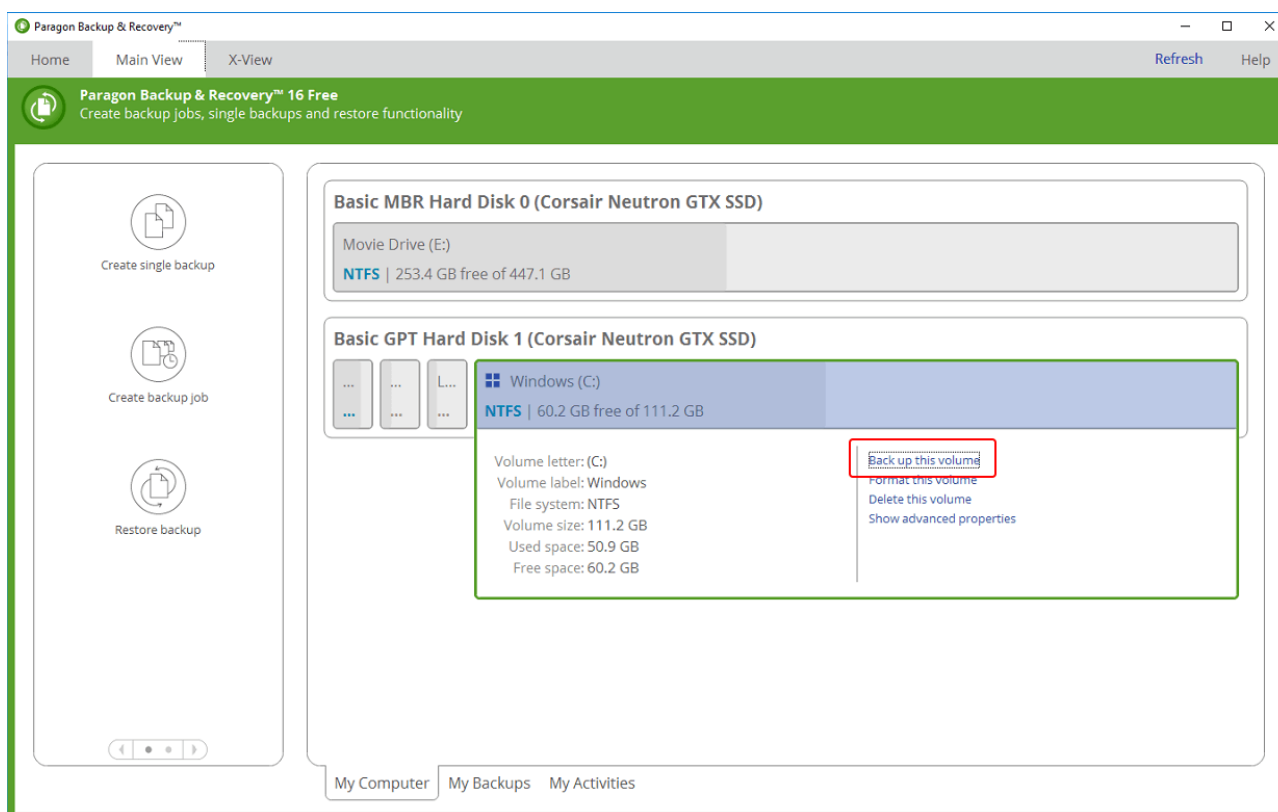 Paragon Backup & Recovery™
Home Main View X-View Refresh Help
Paragon Backup & Recovery™ 16 Free
Create backup jobs, single backups and restore functionality
Create single backup
Create backup job
Restore backup
Basic MBR Hard Disk 0 (Corsair Neutron GTX SSD)
Movie Drive (E:)
NTFS | 253.4 GB free of 447.1 GB
Basic GPT Hard Disk 1 (Corsair Neutron GTX SSD)
... ... L... Windows (C:)
... ... ... NTFS | 60.2 GB free of 111.2 GB
Volume letter: (C:)
Volume label: Windows
File system: NTFS
Volume size: 111.2 GB
Used space: 50.9 GB
Free space: 60.2 GB
Back up this volume
Format this volume
Delete this volume
Show advanced properties
My Computer My Backups My Activities